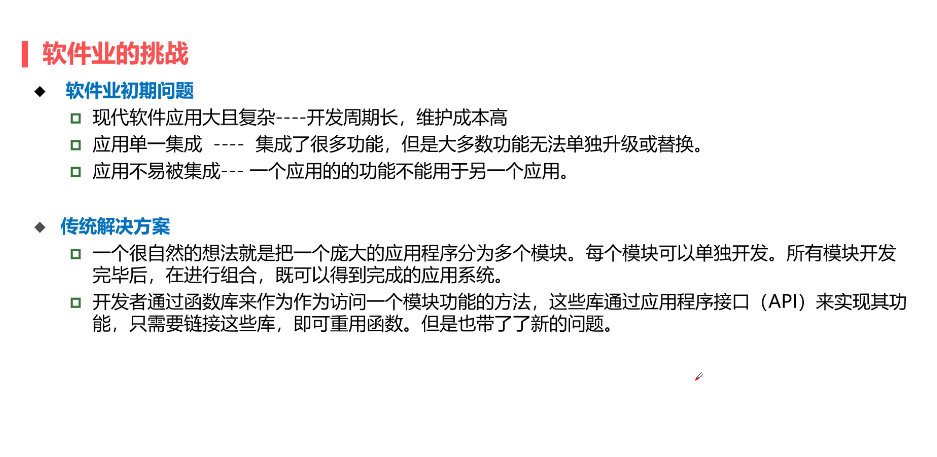 软件业的挑战
软件业初期问题
现代软件应用大且复杂----开发周期长，维护成本高
应用单一集成 ---- 集成了很多功能，但是大多数功能无法单独升级或替换。
应用不易被集成--- 一个应用的的功能不能用于另一个应用。
传统解决方案
一个很自然的想法就是把一个庞大的应用程序分为多个模块。每个模块可以单独开发。所有模块开发
完毕后，在进行组合，既可以得到完成的应用系统。
开发者通过函数库来作为作为访问一个模块功能的方法，这些库通过应用程序接口（API）来实现其功
能，只需要链接这些库，即可重用函数。但是也带了了新的问题。